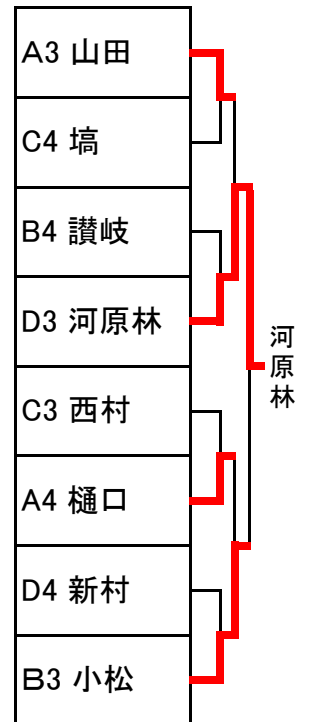 A3 山田
C4 塙
B4 讃岐
D3 河原林
C3 西村
A4 樋口
D4 新村
B3 小松
河原林